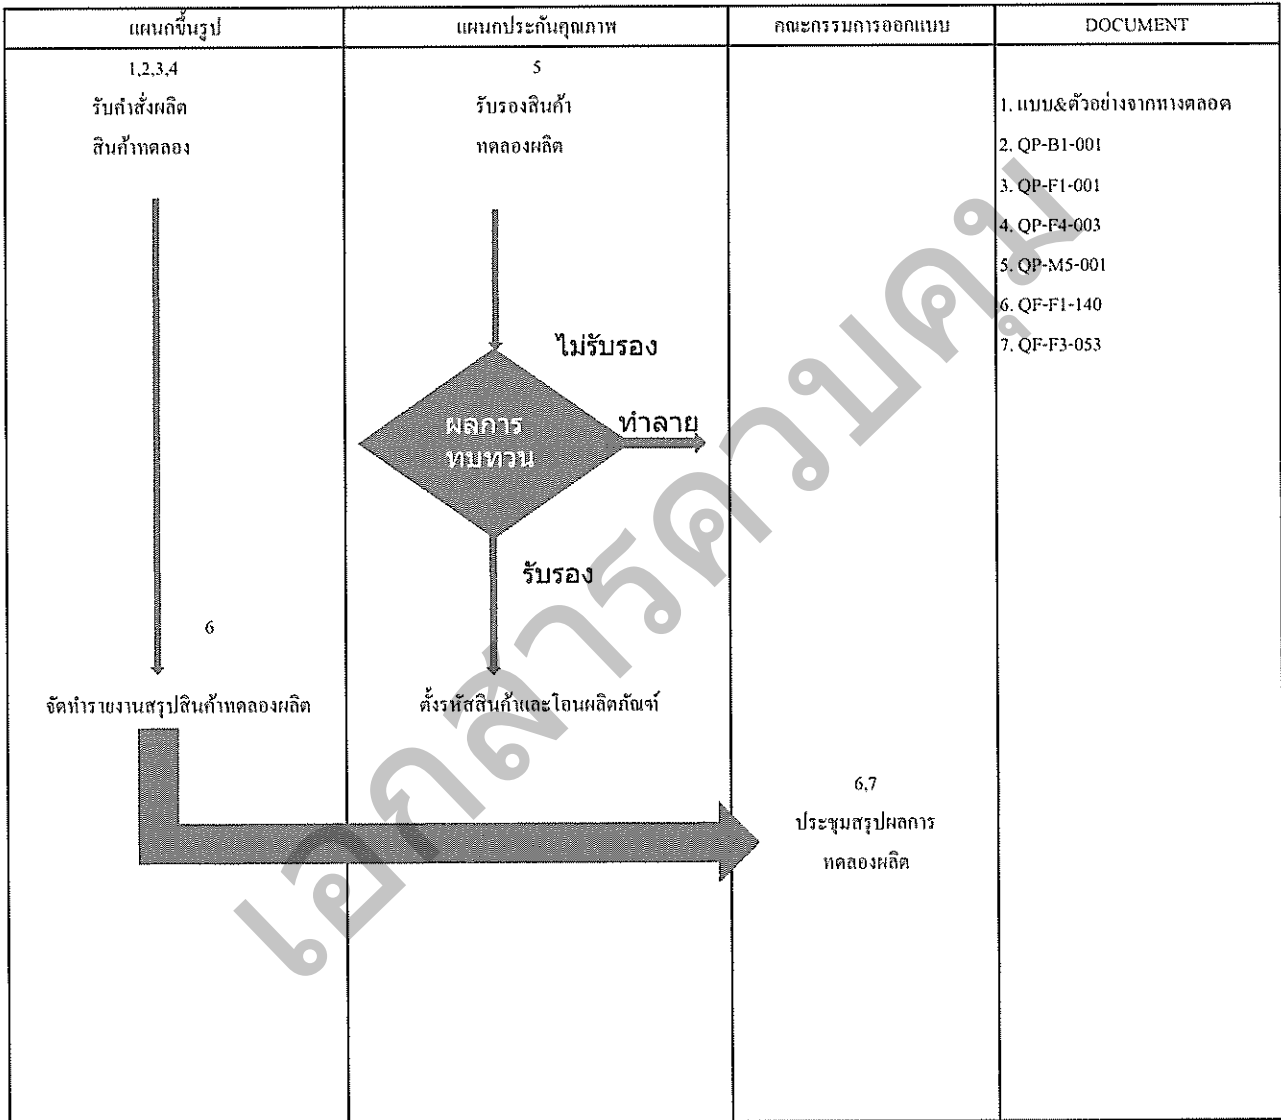 แผนกขึ้นรูป
แผนกประกันคุณภาพ
คณะกรรมการออกแบบ
DOCUMENT
1,2,3,4
รับคำสั่งผลิต
สินค้าทดลอง
5
รับรองสินค้า
ทดลองผลิต
1. แบบ&ตัวอย่างจากทางตลอด
2. QP-B1-001
3. QP-F1-001
4. QP-F4-003
5. QP-M5-001
6. QF-F1-140
7. QF-F3-053
ไม่รับรอง
ผลการ
ทบทวน
ทำลาย
รับรอง
6
จัดทำรายงานสรุปสินค้าทดลองผลิต
ตั้งรหัสสินค้าและโอนผลิตภัณฑ์
6,7
ประชุมสรุปผลการ
ทดลองผลิต
เอกสารควบคุม